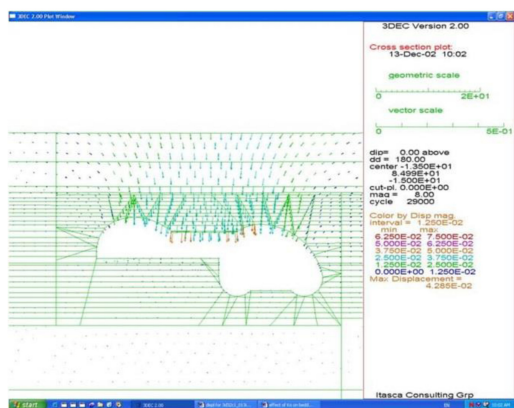 3DEC 2.00 Plot Window
3DEC Version 2.00
Cross section plot:
13-Dec-02 10:02
geometric scale
0 2E+01
vector scale
0 5E-01
dip= 0.00 above
dd = 180.00
center -1.350E+01
8.499E+01
-1.500E+01
cut-pl. 0.000E+00
mag = 8.00
cycle 29000
Color by Disp mag.
interval = 1.250E-02
min max
6.250E-02 7.500E-02
5.000E-02 6.250E-02
3.750E-02 5.000E-02
2.500E-02 3.750E-02
1.250E-02 2.500E-02
0.000E+00 1.250E-02
Max. Displacement =
4.285E-02
Itasca Consulting Grp
start
3DEC 2.00
EN